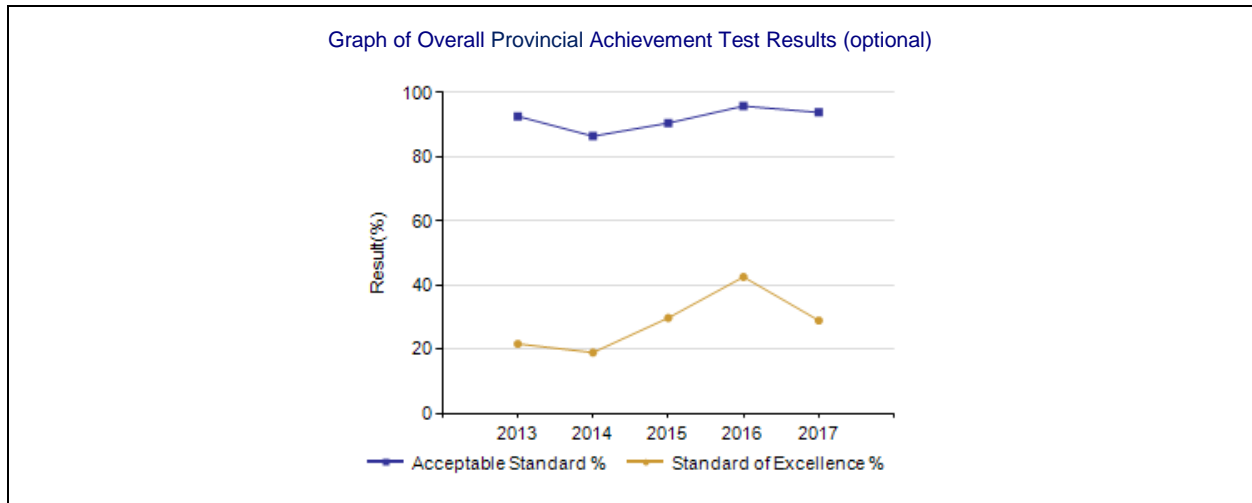 Graph of Overall Provincial Achievement Test Results (optional)
100
80
60
40
20
0
Result(%)
2013 2014 2015 2016 2017
Acceptable Standard % Standard of Excellence %